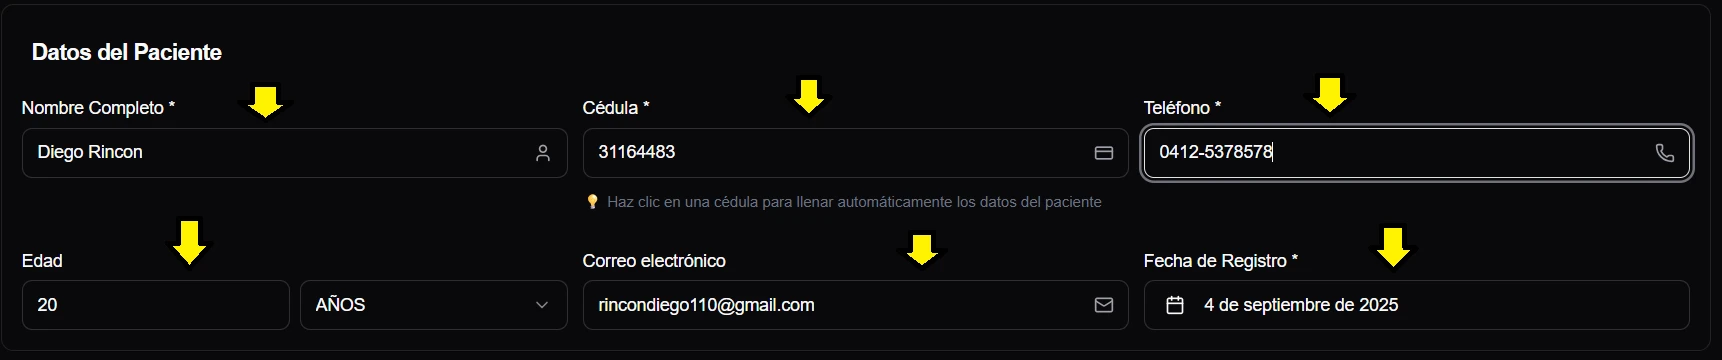 Datos del Paciente
Nombre Completo *
Cédula *
Teléfono *
Diego Rincon
31164483
0412-5378578
Haz clic en una cédula para llenar automáticamente los datos del paciente
Edad
Correo electrónico
Fecha de Registro *
20
AÑOS
rincondiego110@gmail.com
4 de septiembre de 2025